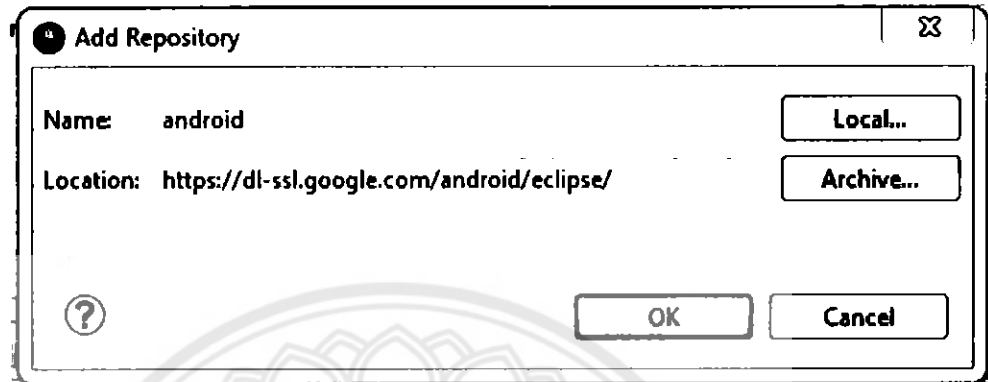 Add Repository
Name: android Local...
Location: https://dl-ssl.google.com/android/eclipse/ Archive...
? OK Cancel